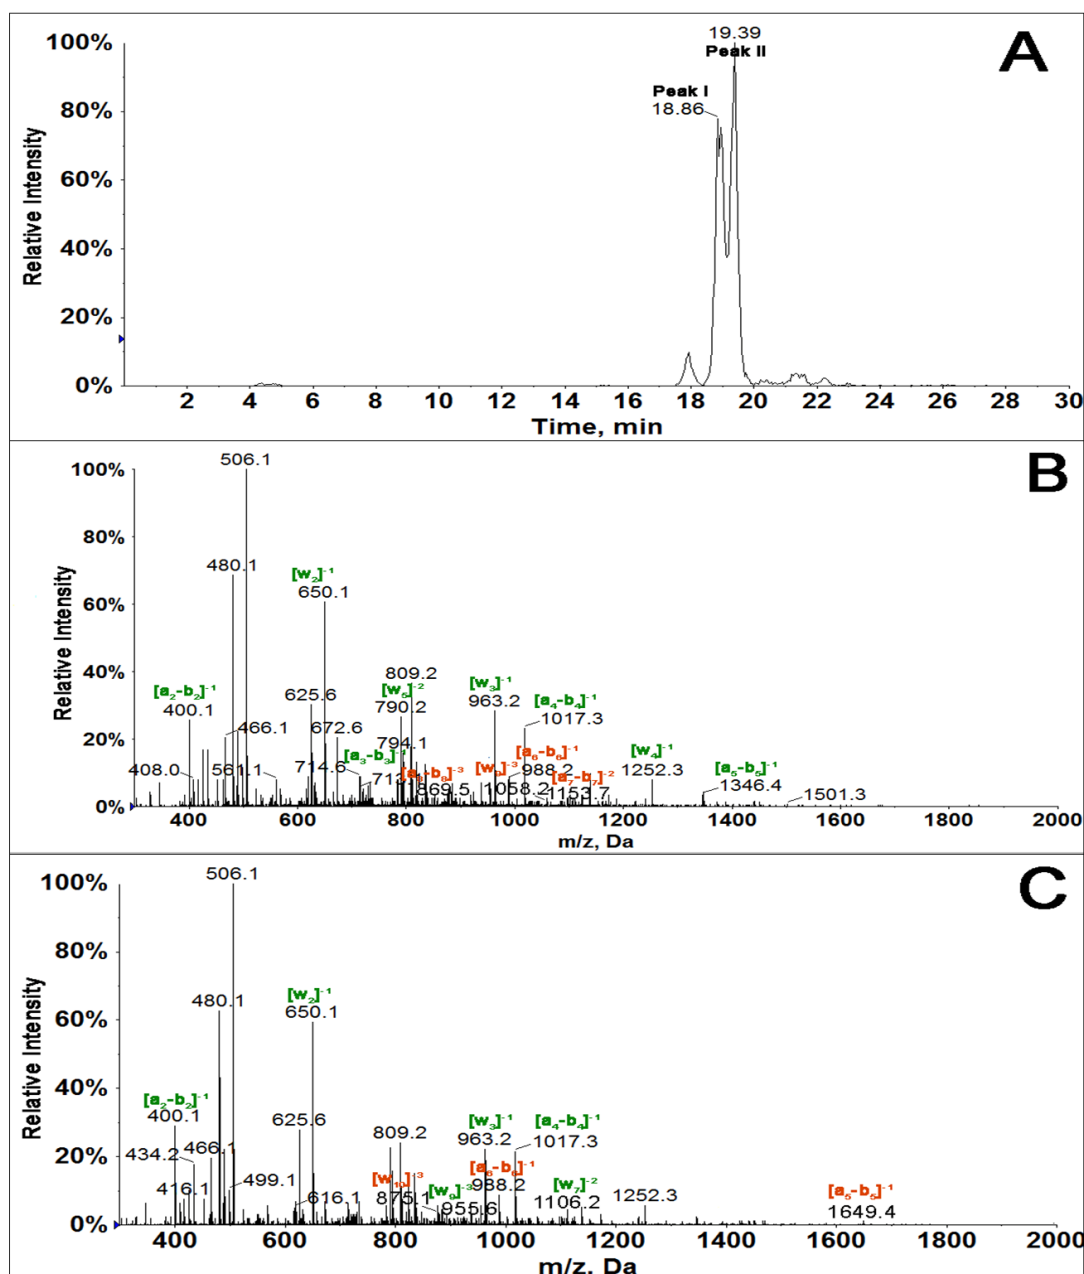 A
Relative Intensity
100%
80%
60%
40%
20%
0%
19.39
Peak II
Peak I
18.86
2 4 6 8 10 12 14 16 18 20 22 24 26 28 30
Time, min
B
Relative Intensity
100%
80%
60%
40%
20%
0%
506.1
480.1
[w₂]⁻¹
650.1
[a₂-b₂]⁻¹
400.1
466.1
408.0
561.1
625.6
672.6
714.6
[a₃-b₃]⁻¹
711
809.2
[w₅]⁻²
790.2
794.1
[w₃]⁻¹
963.2
[a₄-b₄]⁻¹
1017.3
869.5
[w₉]⁻³
[a₆-b₆]⁻¹
988.2
1058.2
[a₇-b₇]⁻²
1153.7
[w₄]⁻¹
1252.3
[a₅-b₅]⁻¹
1346.4
1501.3
400 600 800 1000 1200 1400 1600 1800 2000
m/z, Da
C
Relative Intensity
100%
80%
60%
40%
20%
0%
506.1
480.1
[w₂]⁻¹
650.1
[a₂-b₂]⁻¹
400.1
434.2
466.1
416.1
499.1
625.6
616.1
809.2
[w₁₀]⁻³
875.1
[w₉]⁻³
955.6
[w₃]⁻¹
963.2
[a₄-b₄]⁻¹
1017.3
[a₆-b₆]⁻¹
988.2
[w₇]⁻²
1106.2
1252.3
[a₅-b₅]⁻¹
1649.4
400 600 800 1000 1200 1400 1600 1800 2000
m/z, Da